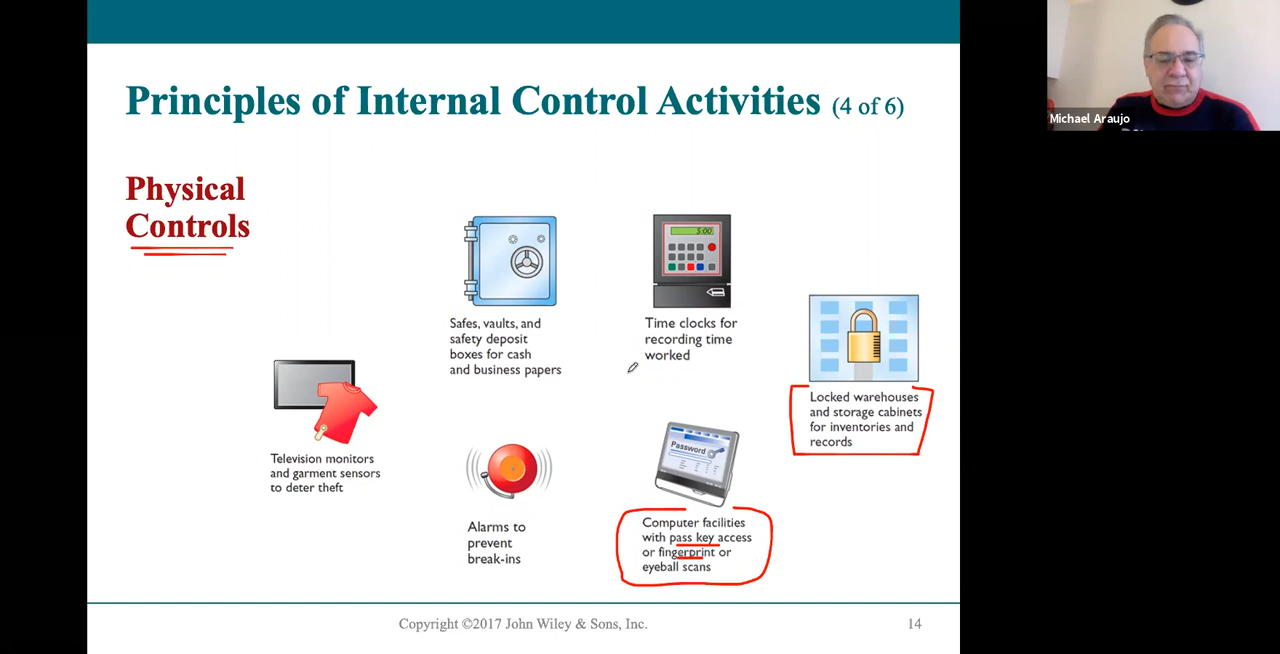 Principles of Internal Control Activities (4 of 6)
Michael Araujo
Physical
Controls
5:00
Safes, vaults, and
safety deposit
boxes for cash
and business papers
Time clocks for
recording time
worked
Locked warehouses
and storage cabinets
for inventories and
records
Television monitors
and garment sensors
to deter theft
Password
Alarms to
prevent
break-ins
Computer facilities
with pass key access
or fingerprint or
eyeball scans
Copyright ©2017 John Wiley & Sons, Inc.
14